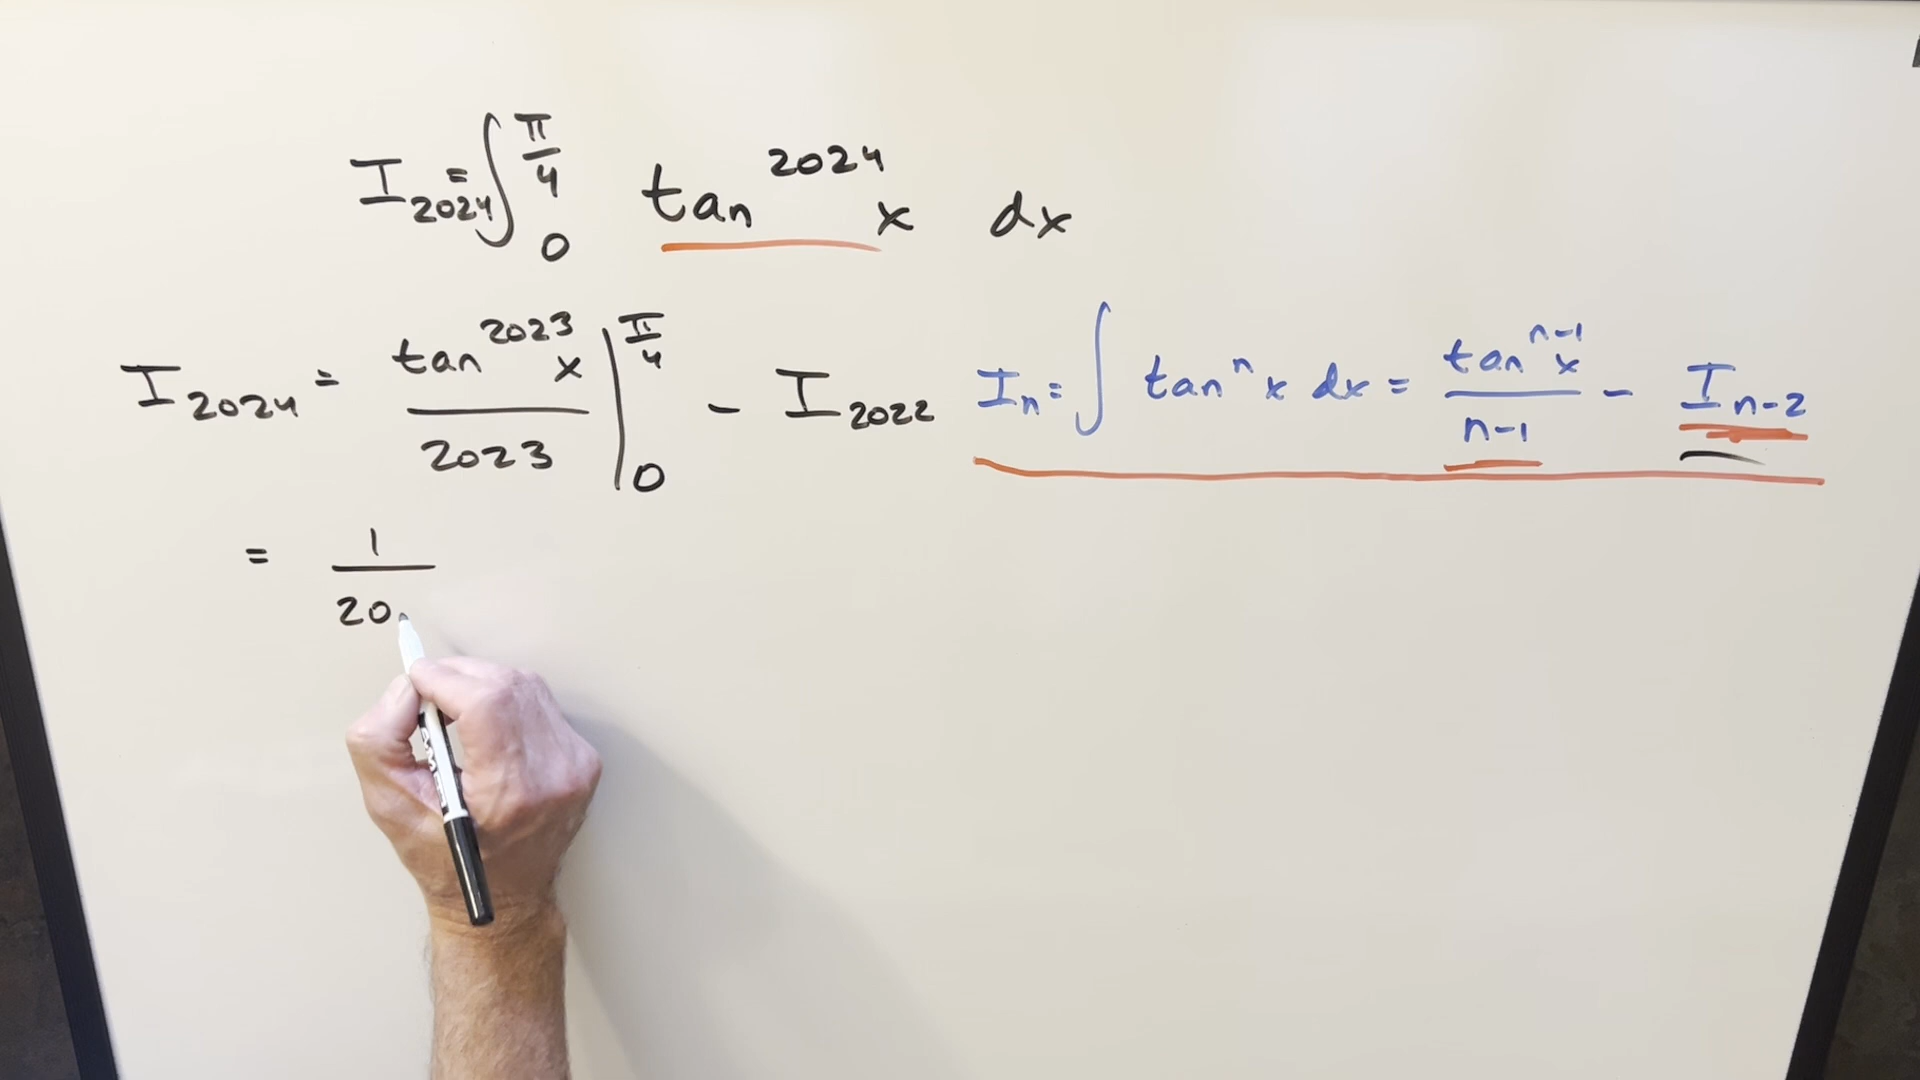 I₂₀₂₄ = ∫₀^(π/4) tan²⁰²⁴ x dx
I₂₀₂₄ = tan²⁰²³ x / 2023 |₀^(π/4) − I₂₀₂₂
Iₙ = ∫ tanⁿ x dx = tanⁿ⁻¹ x / n−1 − Iₙ₋₂
= 1 / 20